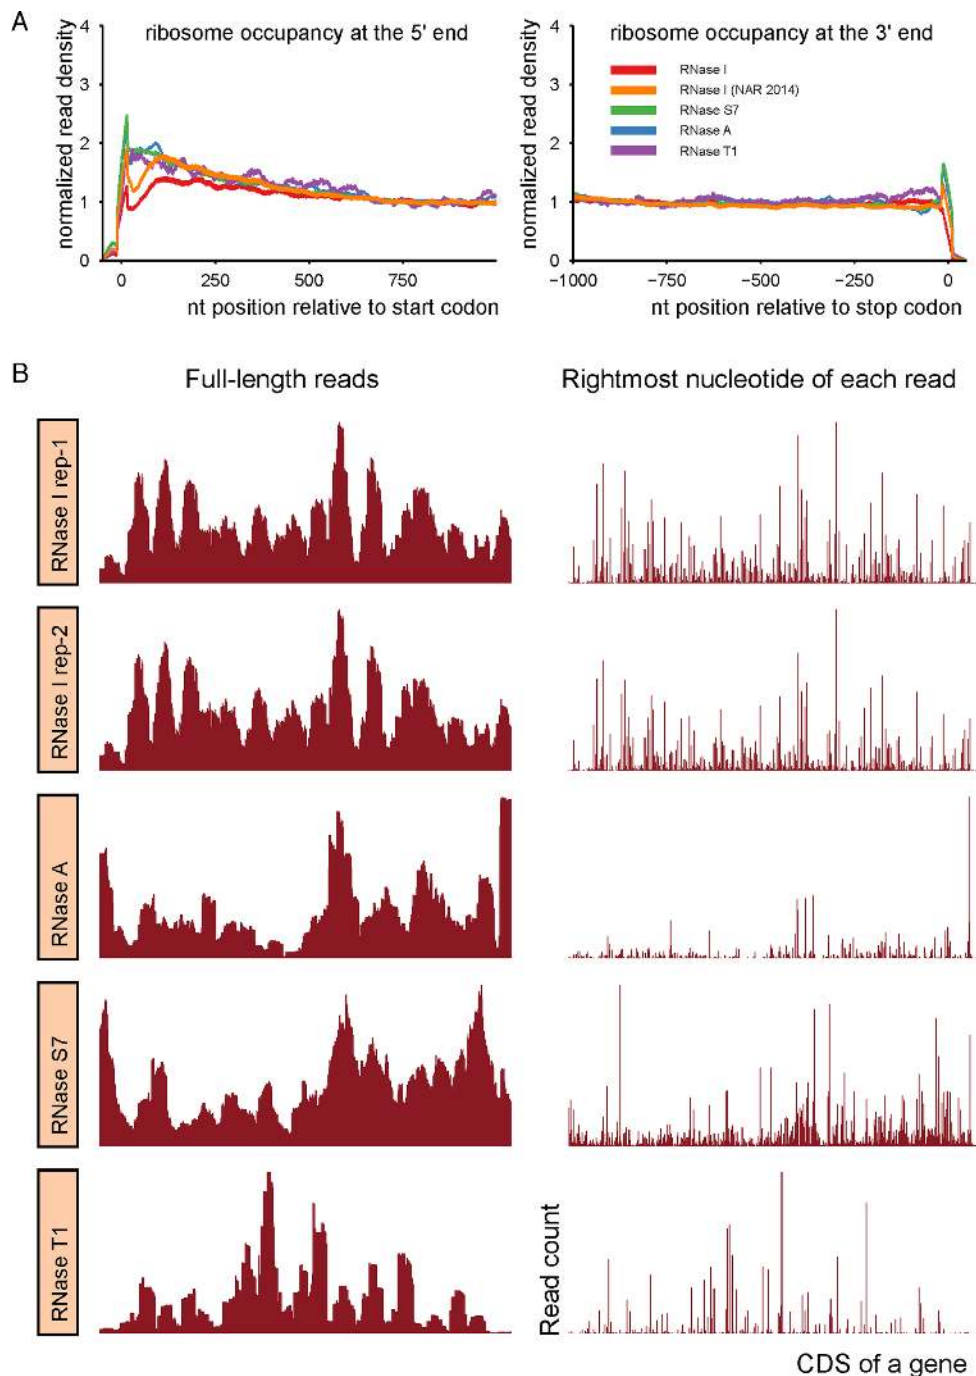 A
ribosome occupancy at the 5' end
normalized read density
4
3
2
1
0
0
250
500
750
nt position relative to start codon
ribosome occupancy at the 3' end
normalized read density
4
3
2
1
0
RNase I
RNase I (NAR 2014)
RNase S7
RNase A
RNase T1
−1000
−750
−500
−250
0
nt position relative to stop codon
B
Full-length reads
Rightmost nucleotide of each read
RNase I rep-1
RNase I rep-2
RNase A
RNase S7
RNase T1
Read count
CDS of a gene